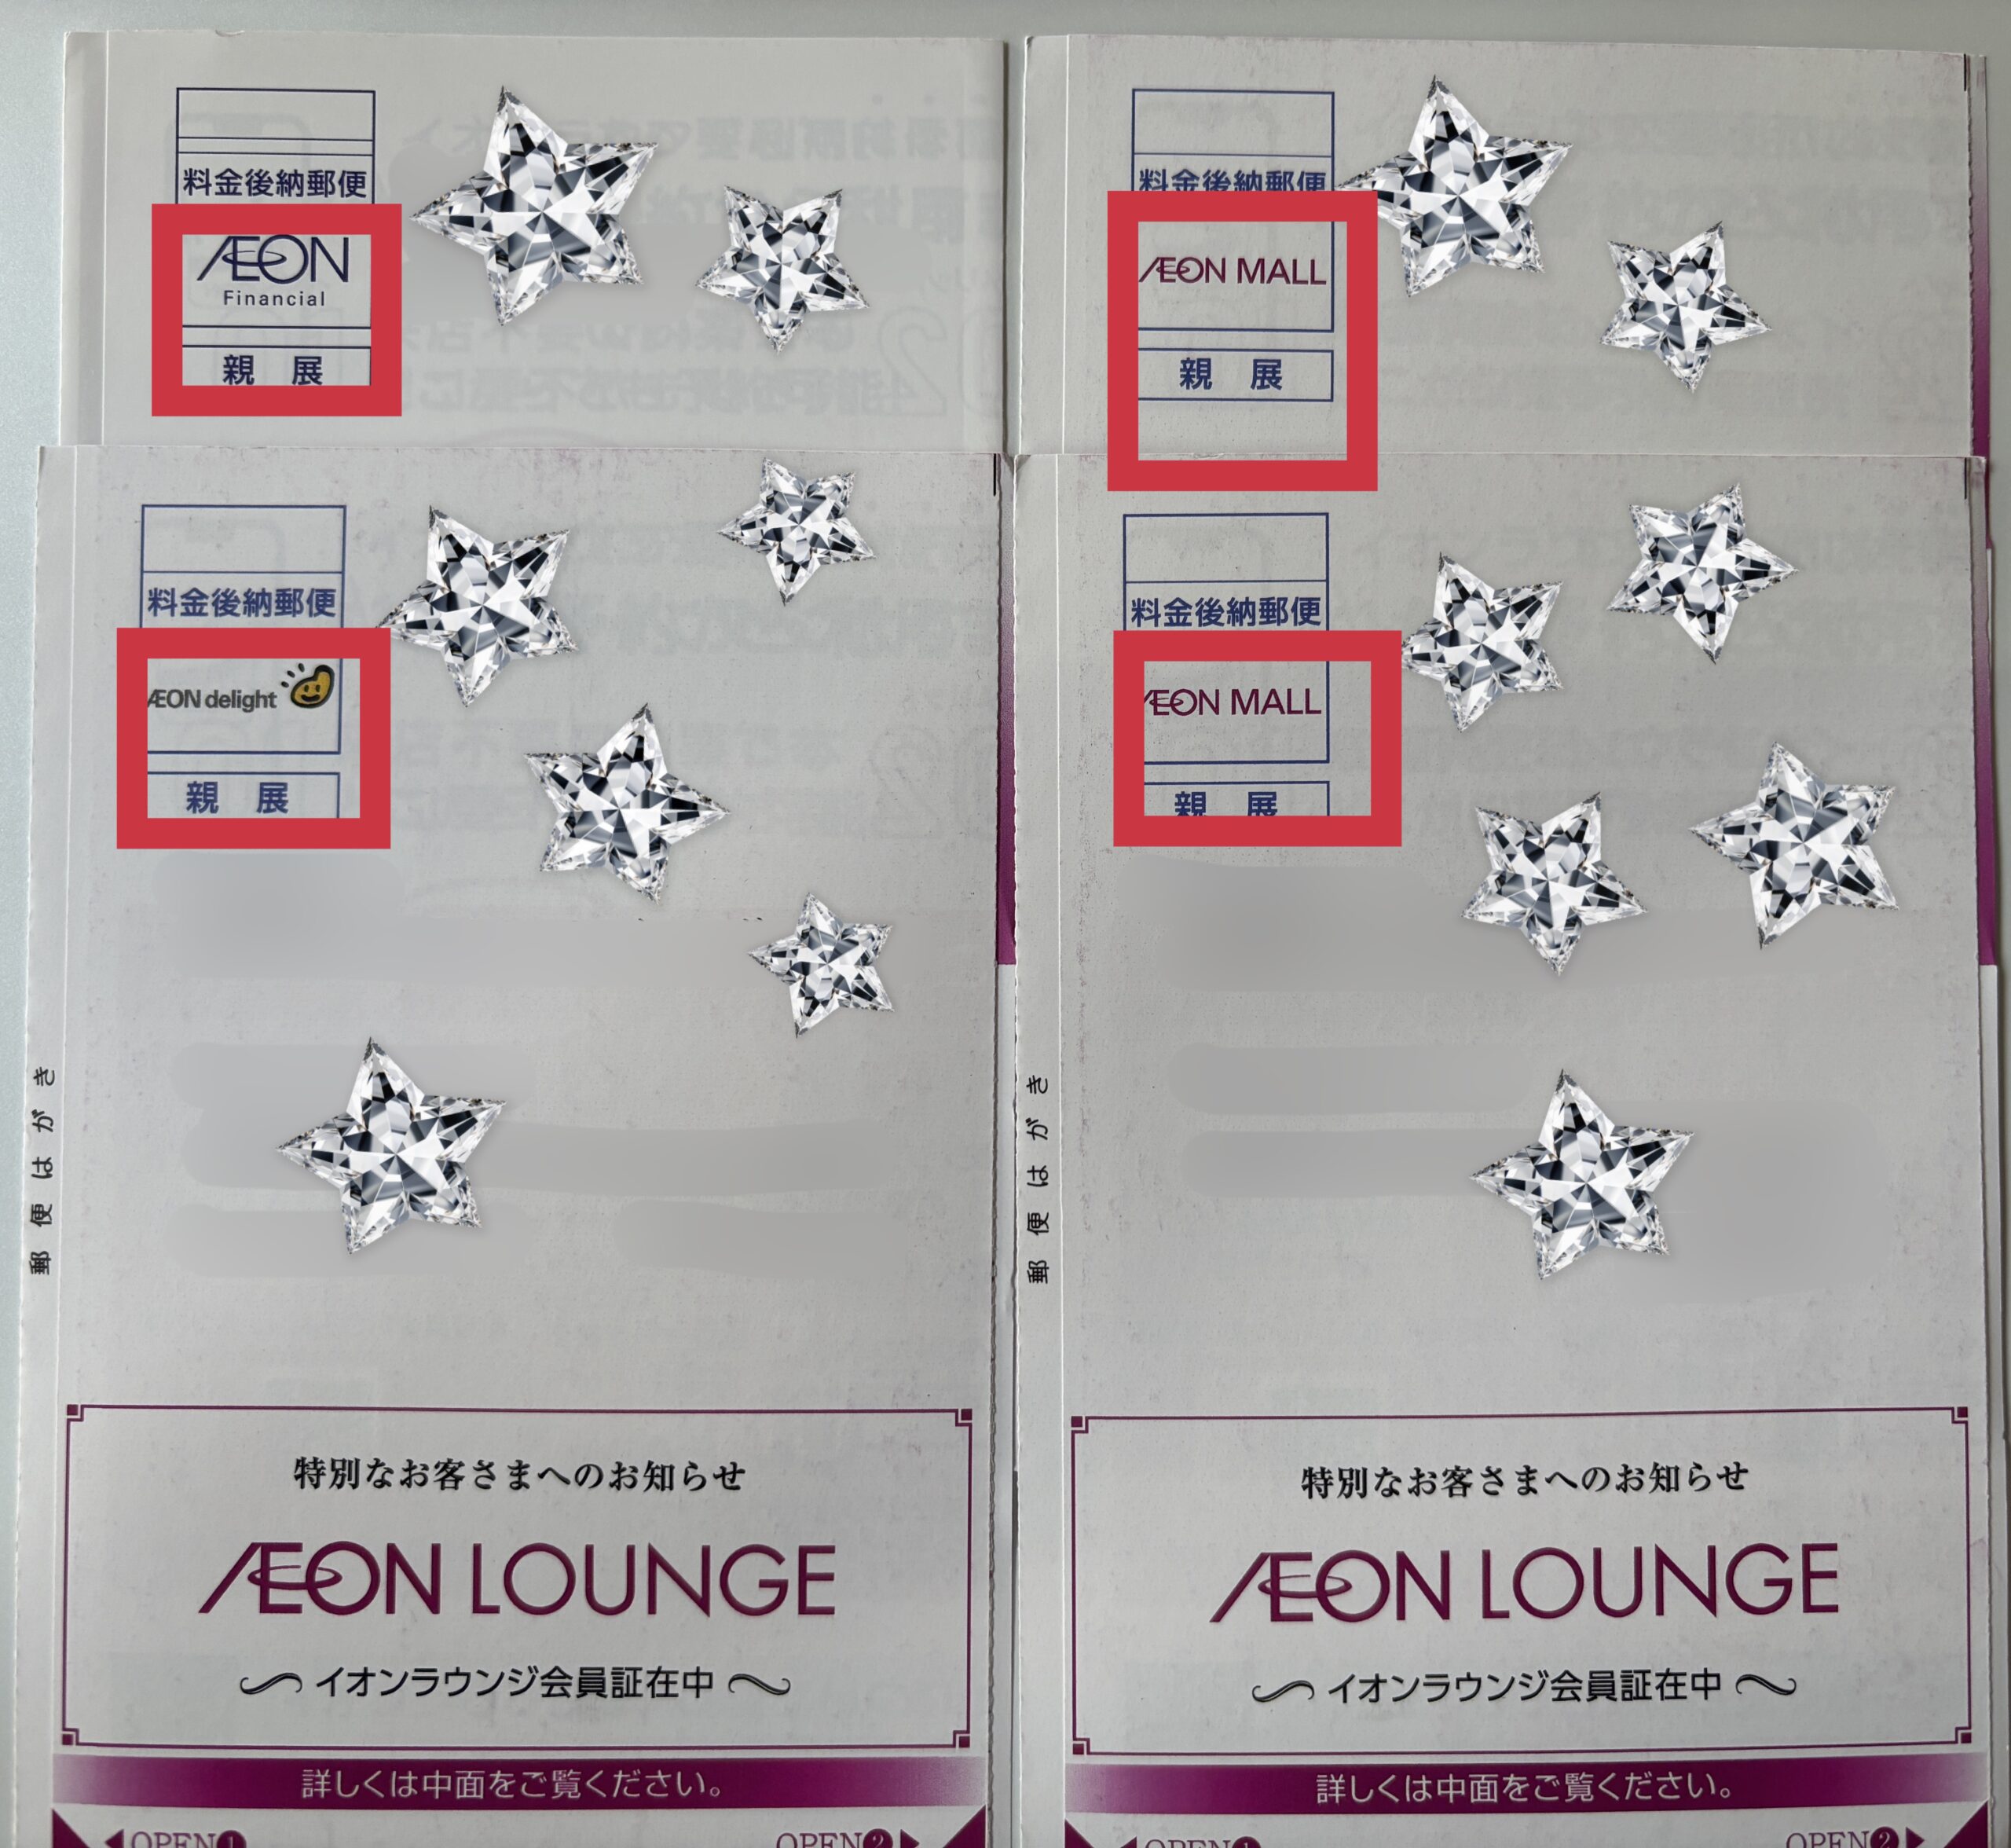 料金後納郵便
ÆON
Financial
親 展
料金後納郵便
ÆON MALL
親 展
料金後納郵便
ÆON delight
親 展
郵便はがき
特別なお客さまへのお知らせ
ÆON LOUNGE
イオンラウンジ会員証在中
詳しくは中面をご覧ください。
OPEN❶
OPEN❷
料金後納郵便
ÆON MALL
親 展
郵便はがき
特別なお客さまへのお知らせ
ÆON LOUNGE
イオンラウンジ会員証在中
詳しくは中面をご覧ください。
OPEN❶
OPEN❷